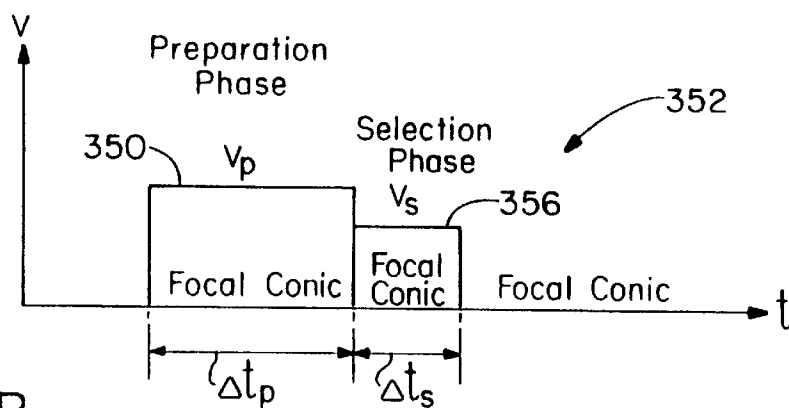 V
Preparation
Phase
352
Selection
Phase
350
Vp
Vs
356
Focal Conic
Focal
Conic
Focal Conic
t
Δtp
Δts